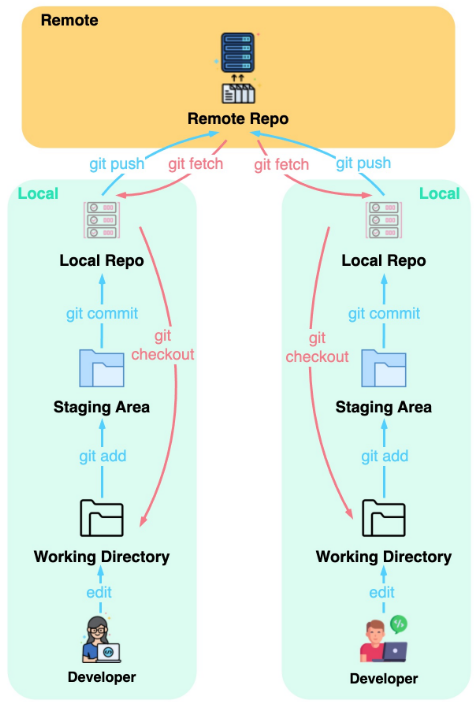 Remote
Remote Repo
git push
git fetch
git fetch
git push
Local
Local Repo
git commit
git
checkout
Staging Area
git add
Working Directory
edit
Developer
Local
Local Repo
git commit
git
checkout
Staging Area
git add
Working Directory
edit
Developer